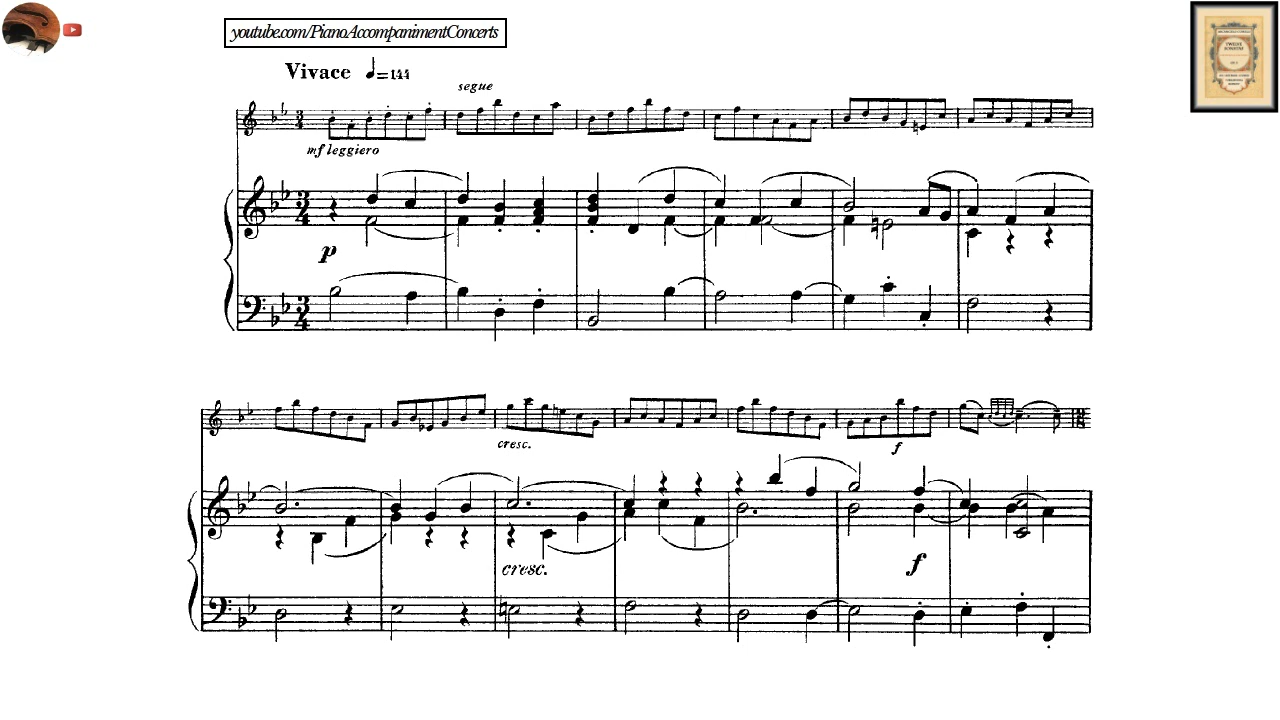 youtube.com/PianoAccompanimentConcerts
Vivace ♩=144
segue
mf leggiero
p
cresc.
f
cresc.
f